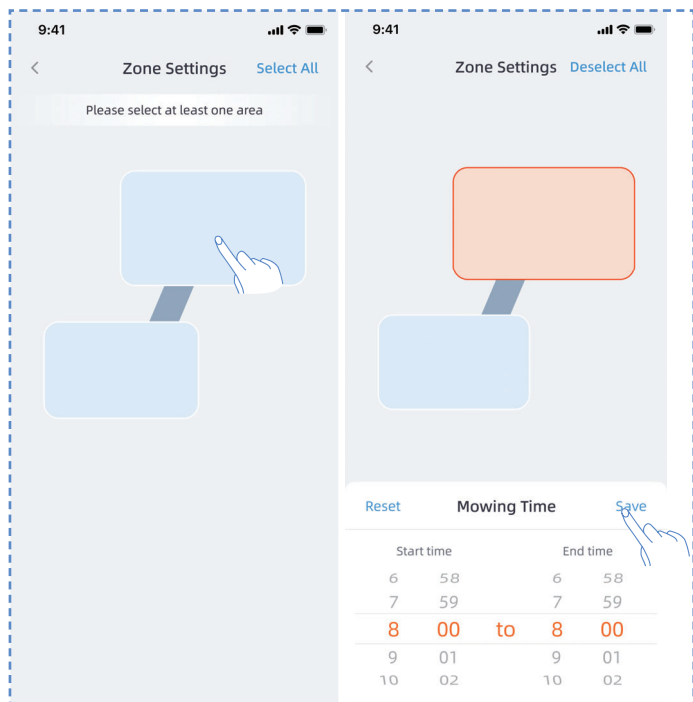 9:41
< Zone Settings Select All
Please select at least one area
9:41
< Zone Settings Deselect All
Reset Mowing Time Save
Start time End time
6 58 6 58
7 59 7 59
8 00 to 8 00
9 01 9 01
10 02 10 02